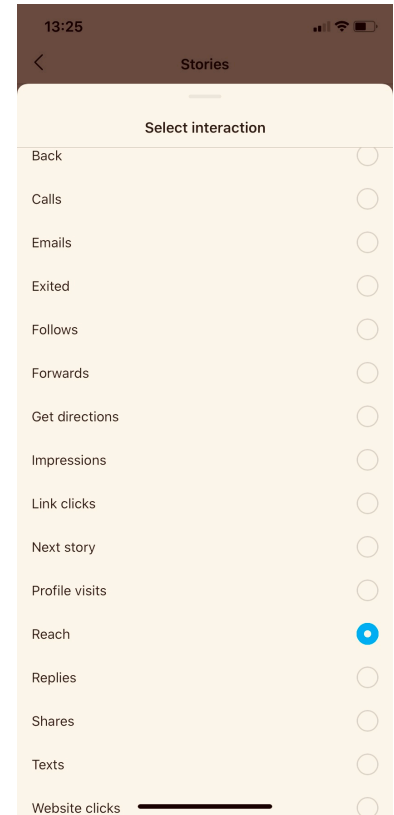 13:25
Stories
Select interaction
Back
Calls
Emails
Exited
Follows
Forwards
Get directions
Impressions
Link clicks
Next story
Profile visits
Reach
Replies
Shares
Texts
Website clicks